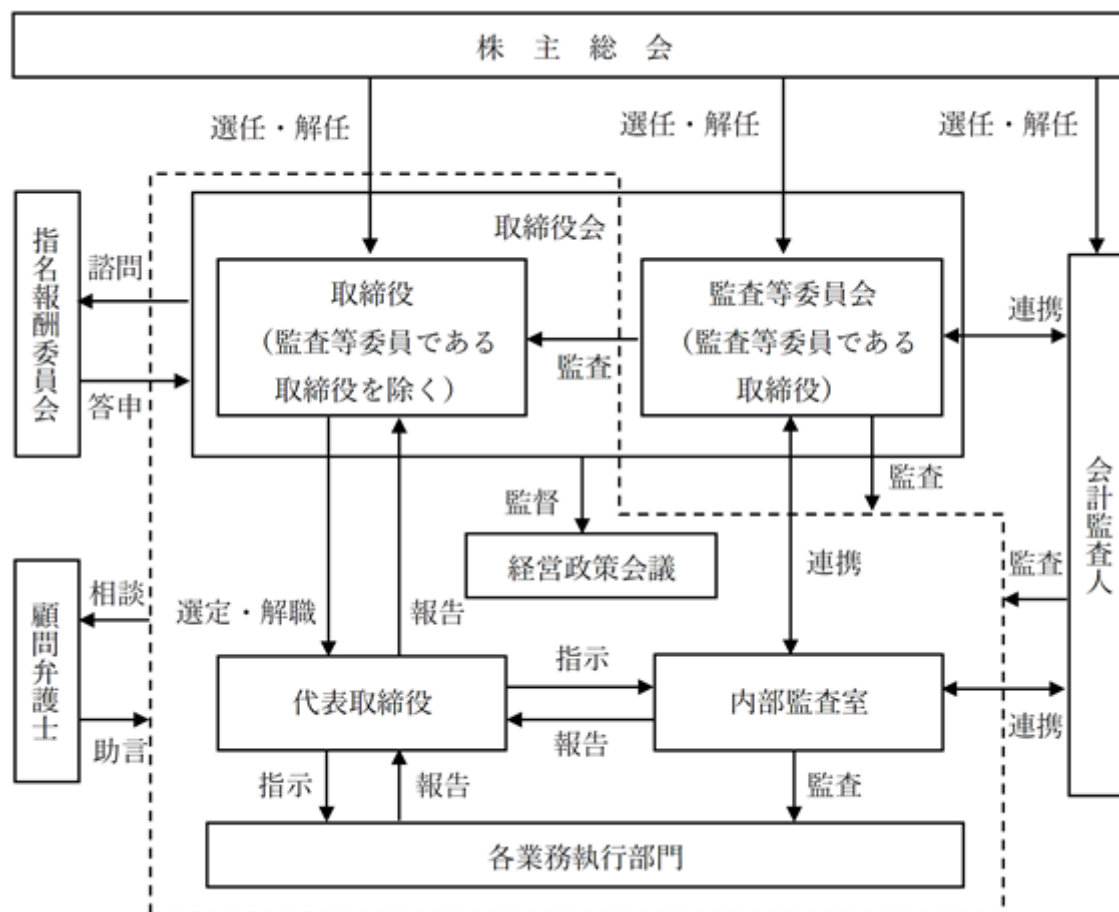 株 主 総 会
選任・解任
選任・解任
選任・解任
指名報酬委員会
諮問
答申
取締役会
取締役
（監査等委員である
取締役を除く）
監査
監査等委員会
（監査等委員である
取締役）
連携
会計監査人
監査
監督
経営政策会議
連携
監査
顧問弁護士
相談
助言
選定・解職
報告
代表取締役
指示
報告
内部監査室
連携
指示
報告
監査
各業務執行部門